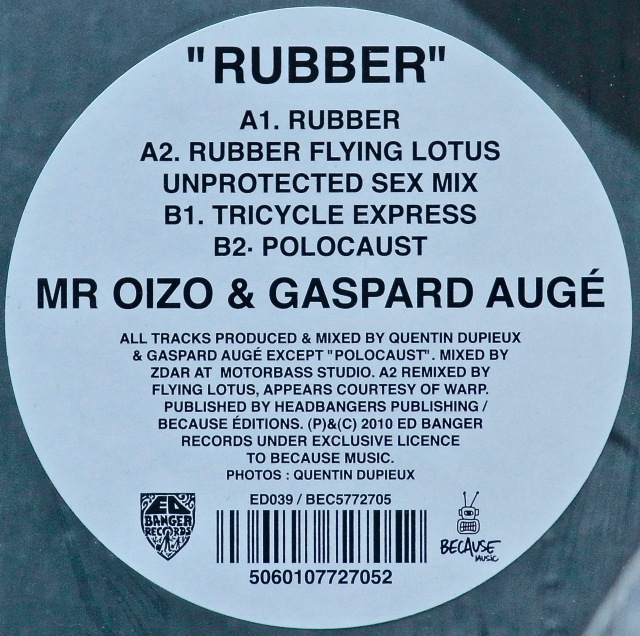 "RUBBER"
A1. RUBBER
A2. RUBBER FLYING LOTUS
UNPROTECTED SEX MIX
B1. TRICYCLE EXPRESS
B2- POLOCAUST
MR OIZO & GASPARD AUGÉ
ALL TRACKS PRODUCED & MIXED BY QUENTIN DUPIEUX
& GASPARD AUGÉ EXCEPT "POLOCAUST". MIXED BY
ZDAR AT MOTORBASS STUDIO. A2 REMIXED BY
FLYING LOTUS, APPEARS COURTESY OF WARP.
PUBLISHED BY HEADBANGERS PUBLISHING /
BECAUSE ÉDITIONS. (P)&(C) 2010 ED BANGER
RECORDS UNDER EXCLUSIVE LICENCE
TO BECAUSE MUSIC.
PHOTOS : QUENTIN DUPIEUX
ED039 / BEC5772705
ED
BANGER
RECORDS
BECAUSE
MUSIC
5060107727052